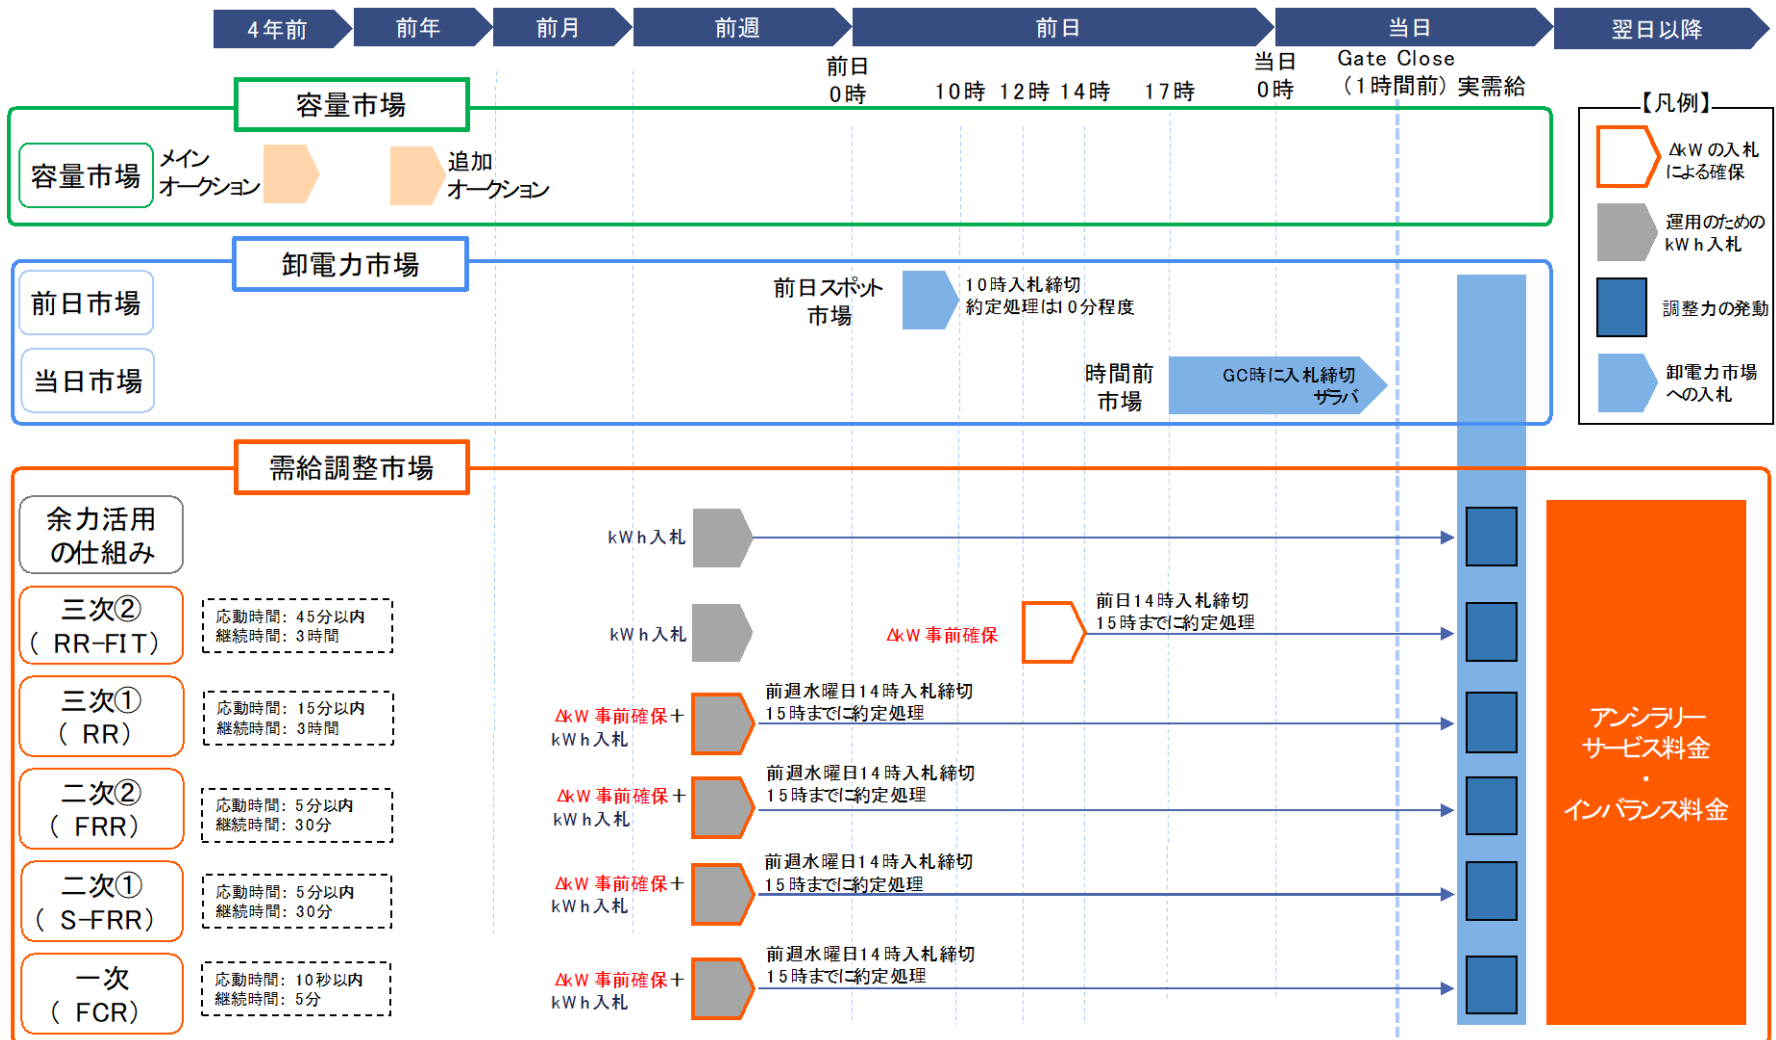 4年前
前年
前月
前週
前日
当日
翌日以降
前日
0時
10時
12時
14時
17時
当日
0時
Gate Close
(1時間前)
実需給
容量市場
容量市場
メイン
オークション
追加
オークション
卸電力市場
前日市場
前日スポット
市場
10時入札締切
約定処理は10分程度
当日市場
時間前
市場
GC時に入札締切
ザラバ
【凡例】
ΔkWの入札
による確保
運用のための
kWh入札
調整力の発動
卸電力市場
への入札
需給調整市場
余力活用
の仕組み
kWh入札
三次②
(RR-FIT)
応動時間：45分以内
継続時間：3時間
kWh入札
ΔkW事前確保
前日14時入札締切
15時までに約定処理
三次①
(RR)
応動時間：15分以内
継続時間：3時間
ΔkW事前確保＋
kWh入札
前週水曜日14時入札締切
15時までに約定処理
二次②
(FRR)
応動時間：5分以内
継続時間：30分
ΔkW事前確保＋
kWh入札
前週水曜日14時入札締切
15時までに約定処理
二次①
(S-FRR)
応動時間：5分以内
継続時間：30分
ΔkW事前確保＋
kWh入札
前週水曜日14時入札締切
15時までに約定処理
一次
(FCR)
応動時間：10秒以内
継続時間：5分
ΔkW事前確保＋
kWh入札
前週水曜日14時入札締切
15時までに約定処理
アンシラリー
サービス料金
・
インバランス料金